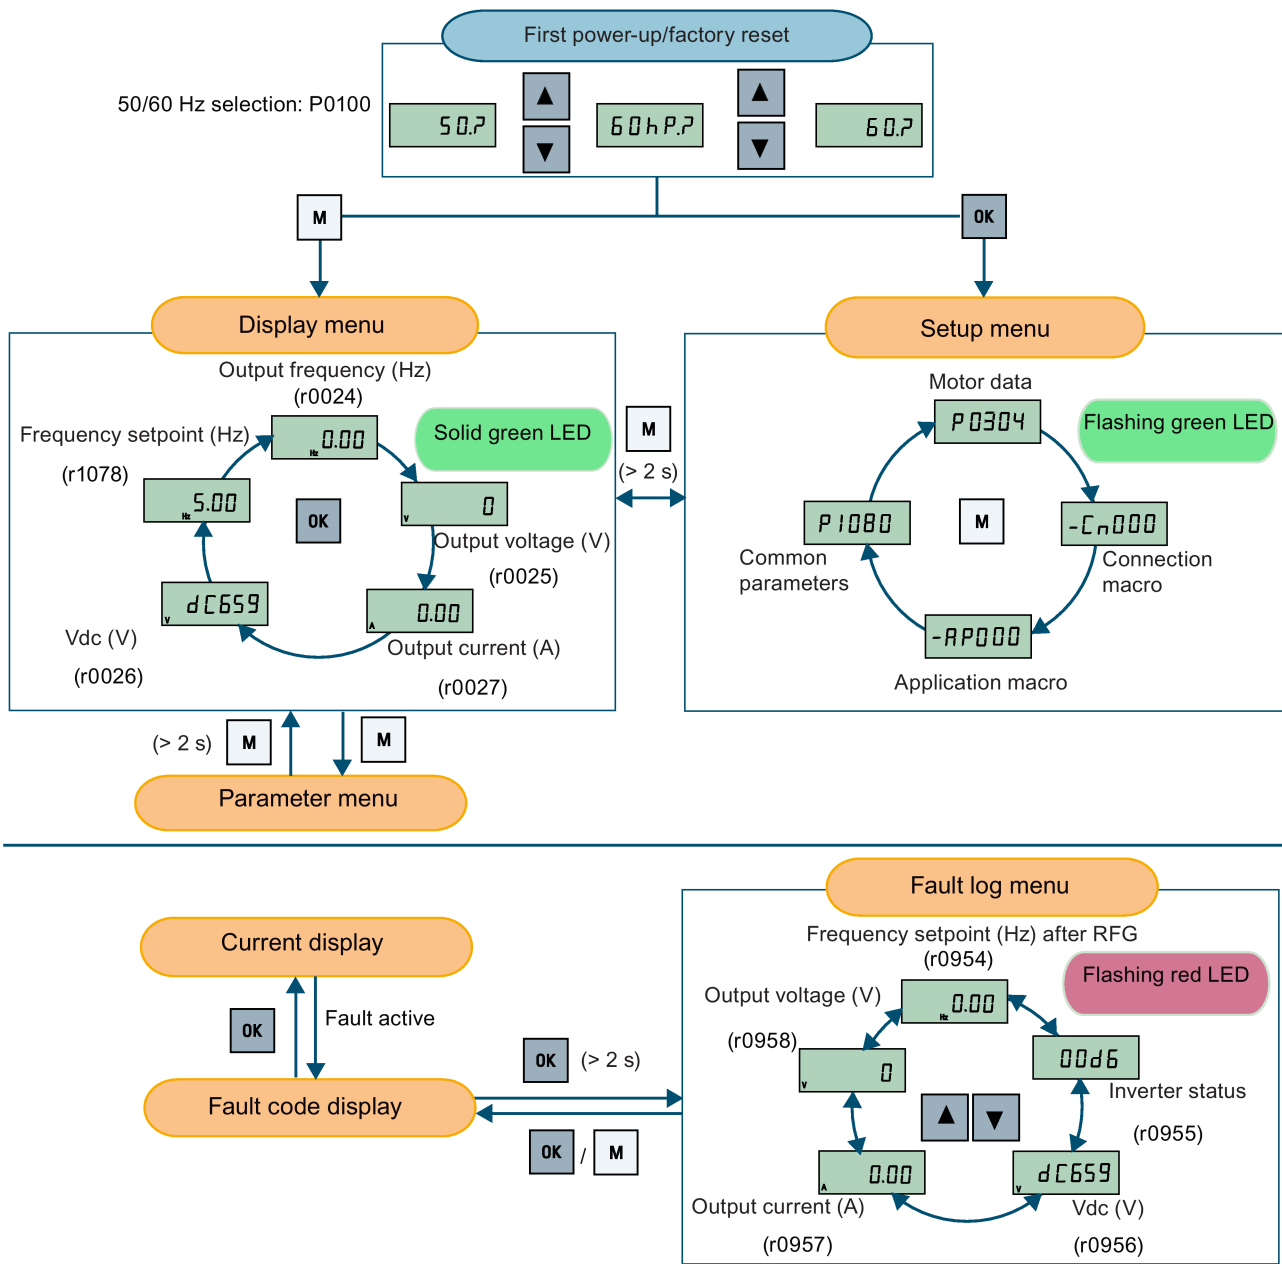 First power-up/factory reset
50/60 Hz selection: P0100
50.?
60hP.?
60.?
M
OK
Display menu
Output frequency (Hz)
(r0024)
Hz 0.00
Solid green LED
Frequency setpoint (Hz)
(r1078)
Hz 5.00
OK
V 0
Output voltage (V)
(r0025)
V dC659
Vdc (V)
(r0026)
A 0.00
Output current (A)
(r0027)
M
(> 2 s)
Setup menu
Motor data
P0304
Flashing green LED
P1080
M
-Cn000
Common
parameters
Connection
macro
-AP000
Application macro
(> 2 s)
M
M
Parameter menu
Current display
OK
Fault active
Fault code display
OK
(> 2 s)
OK
/
M
Fault log menu
Frequency setpoint (Hz) after RFG
(r0954)
Hz 0.00
Flashing red LED
Output voltage (V)
(r0958)
V 0
00d6
Inverter status
(r0955)
A 0.00
Output current (A)
(r0957)
V dC659
Vdc (V)
(r0956)